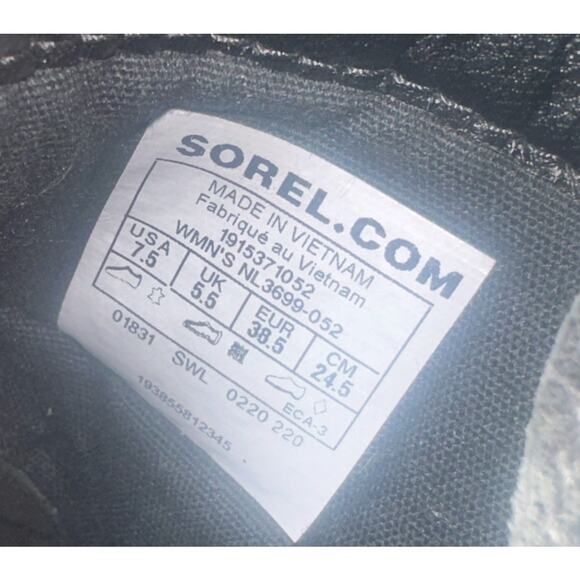 SOREL.COM
MADE IN VIETNAM
Fabriqué au Vietnam
1915371052
WMN'S NL3699-052
USA UK EUR CM
7.5 5.5 38.5 24.5
ECA-3
01831 SWL 0220 220
193855812345